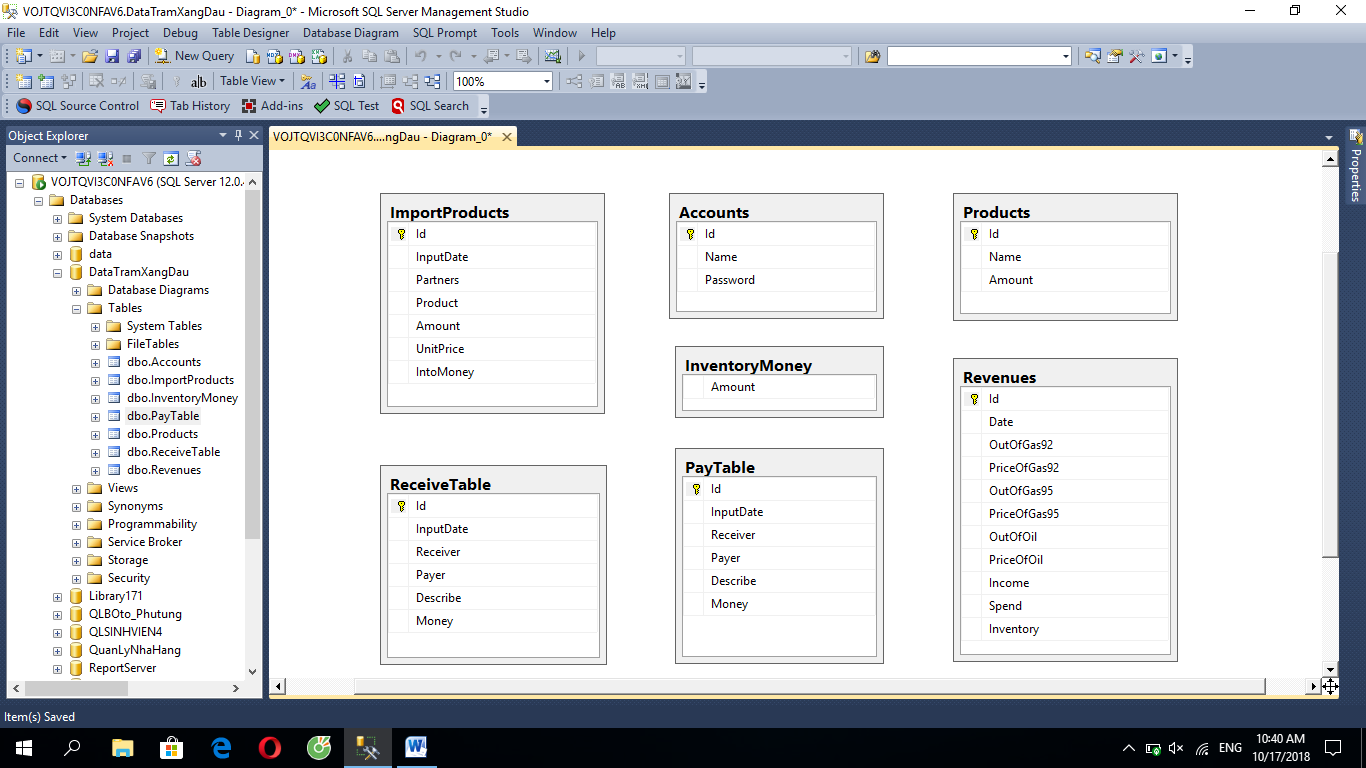 VOJTQVI3C0NFAV6.DataTramXangDau - Diagram_0* - Microsoft SQL Server Management Studio
File Edit View Project Debug Table Designer Database Diagram SQL Prompt Tools Window Help
New Query
ab Table View 100%
SQL Source Control Tab History Add-ins SQL Test SQL Search
Object Explorer
Connect
VOJTQVI3C0NFAV6 (SQL Server 12.0.
Databases
System Databases
Database Snapshots
data
DataTramXangDau
Database Diagrams
Tables
System Tables
FileTables
dbo.Accounts
dbo.ImportProducts
dbo.InventoryMoney
dbo.PayTable
dbo.Products
dbo.ReceiveTable
dbo.Revenues
Views
Synonyms
Programmability
Service Broker
Storage
Security
Library171
QLBOto_Phutung
QLSINHVIEN4
QuanLyNhaHang
ReportServer
VOJTQVI3C0NFAV6....ngDau - Diagram_0*
ImportProducts
Id
InputDate
Partners
Product
Amount
UnitPrice
IntoMoney
Accounts
Id
Name
Password
Products
Id
Name
Amount
InventoryMoney
Amount
Revenues
Id
Date
OutOfGas92
PriceOfGas92
OutOfGas95
PriceOfGas95
OutOfOil
PriceOfOil
Income
Spend
Inventory
ReceiveTable
Id
InputDate
Receiver
Payer
Describe
Money
PayTable
Id
InputDate
Receiver
Payer
Describe
Money
Properties
Item(s) Saved
ENG
10:40 AM
10/17/2018